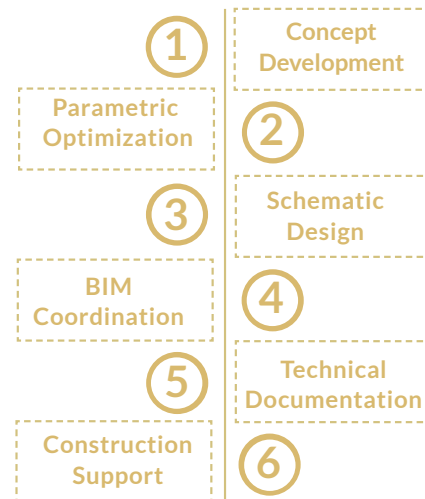 1
Concept
Development
Parametric
Optimization
2
3
Schematic
Design
BIM
Coordination
4
5
Technical
Documentation
Construction
Support
6